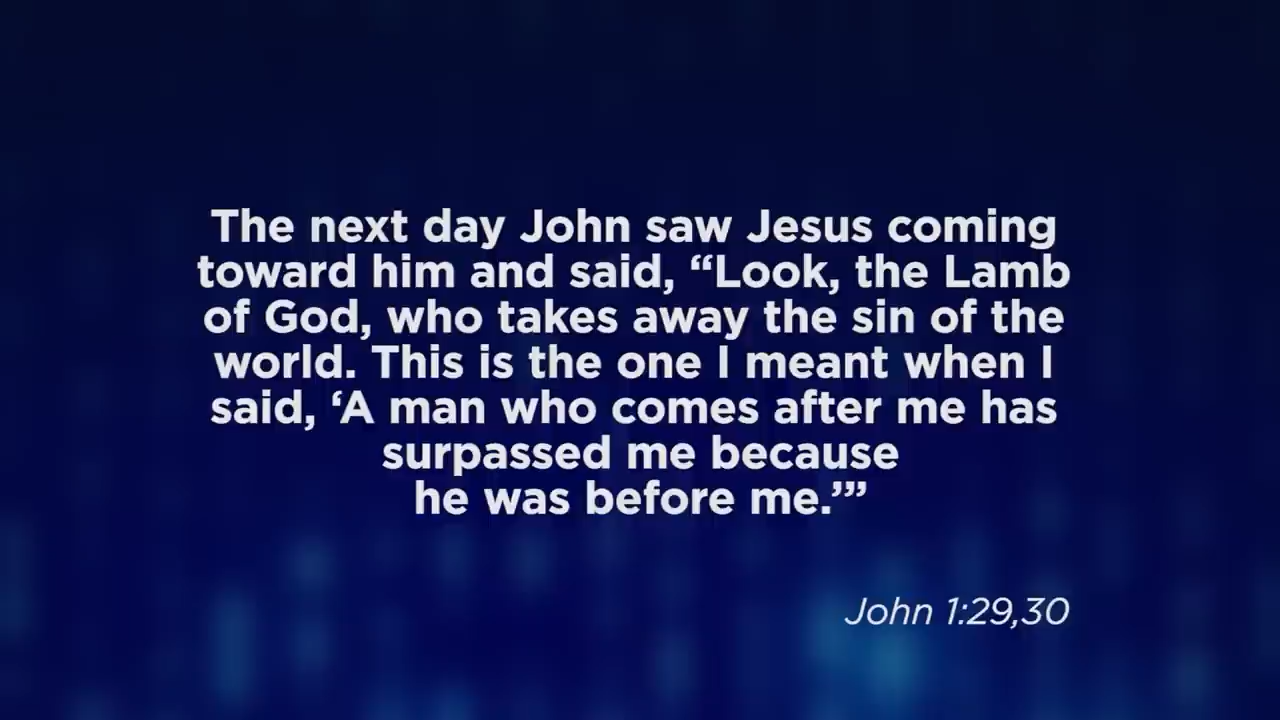 The next day John saw Jesus coming
toward him and said, “Look, the Lamb
of God, who takes away the sin of the
world. This is the one I meant when I
said, ‘A man who comes after me has
surpassed me because
he was before me.’”
John 1:29,30